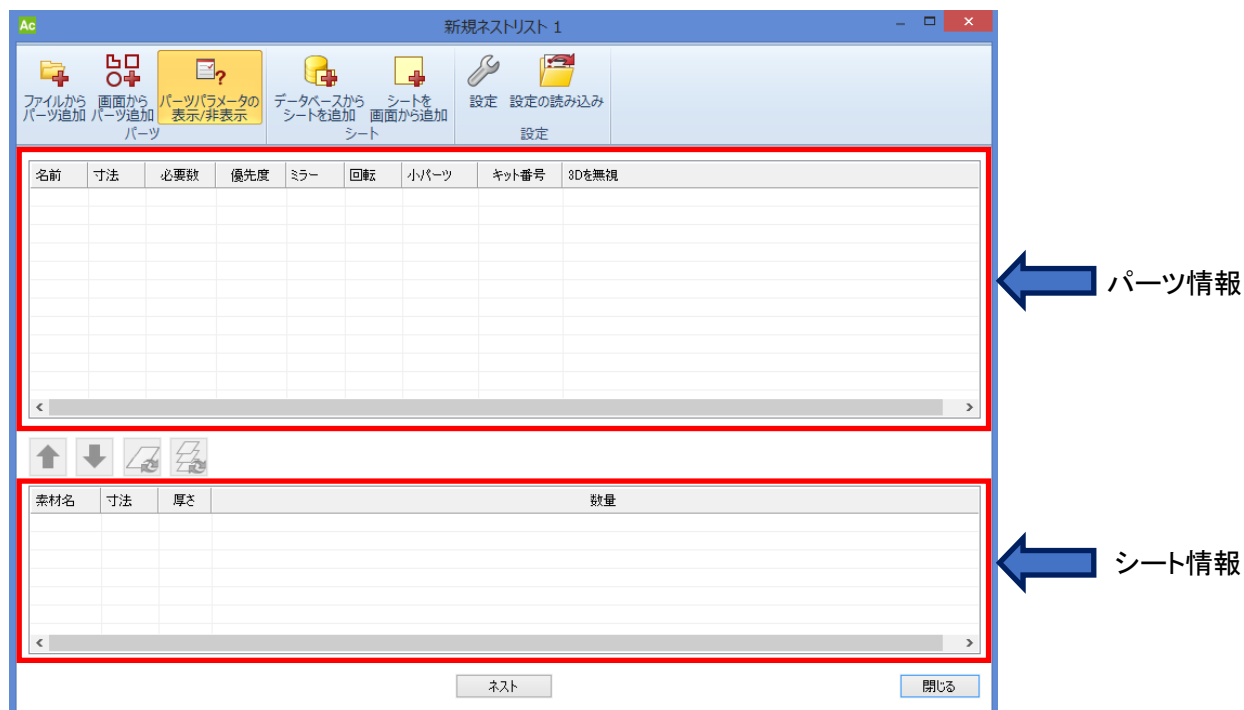 Ac
新規ネストリスト 1
ファイルから
パーツ追加
画面から
パーツ追加
パーツパラメータの
表示/非表示
データベースから
シートを追加
シートを
画面から追加
設定
設定の読み込み
パーツ
シート
設定
名前 寸法 必要数 優先度 ミラー 回転 小パーツ キット番号 3Dを無視
パーツ情報
素材名 寸法 厚さ 数量
シート情報
ネスト
閉じる